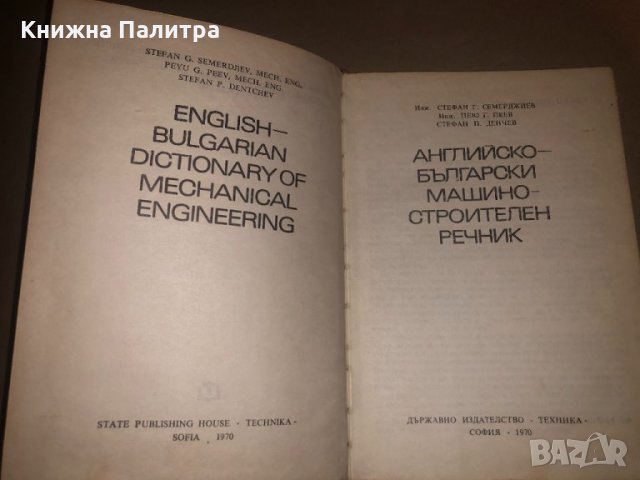 Книжна Палитра
STEFAN G. SEMERDJIEV, MECH. ENG.
PEYU G. PEEV, MECH. ENG.
STEFAN P. DENTCHEV
ENGLISH—
BULGARIAN
DICTIONARY OF
MECHANICAL
ENGINEERING
STATE PUBLISHING HOUSE · TECHNIKA ·
SOFIA , 1970
Инж. СТЕФАН Г. СЕМЕРДЖИЕВ
Инж. ПЕЮ Г. ПЕЕВ
СТЕФАН П. ДЕНЧЕВ
АНГЛИЙСКО—
БЪЛГАРСКИ
МАШИНО-
СТРОИТЕЛЕН
РЕЧНИК
ДЪРЖАВНО ИЗДАТЕЛСТВО · ТЕХНИКА ·
СОФИЯ · 1970
BAZAR